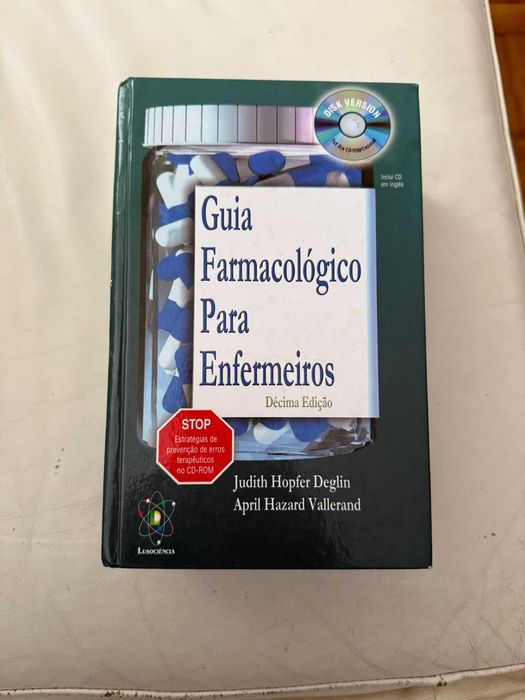 DISK VERSION
Inclui CD
em Inglês
Guia
Farmacológico
Para
Enfermeiros
Décima Edição
STOP
Estratégias de
prevenção de erros
terapêuticos
no CD-ROM
Judith Hopfer Deglin
April Hazard Vallerand
D
LUSOCIÊNCIA